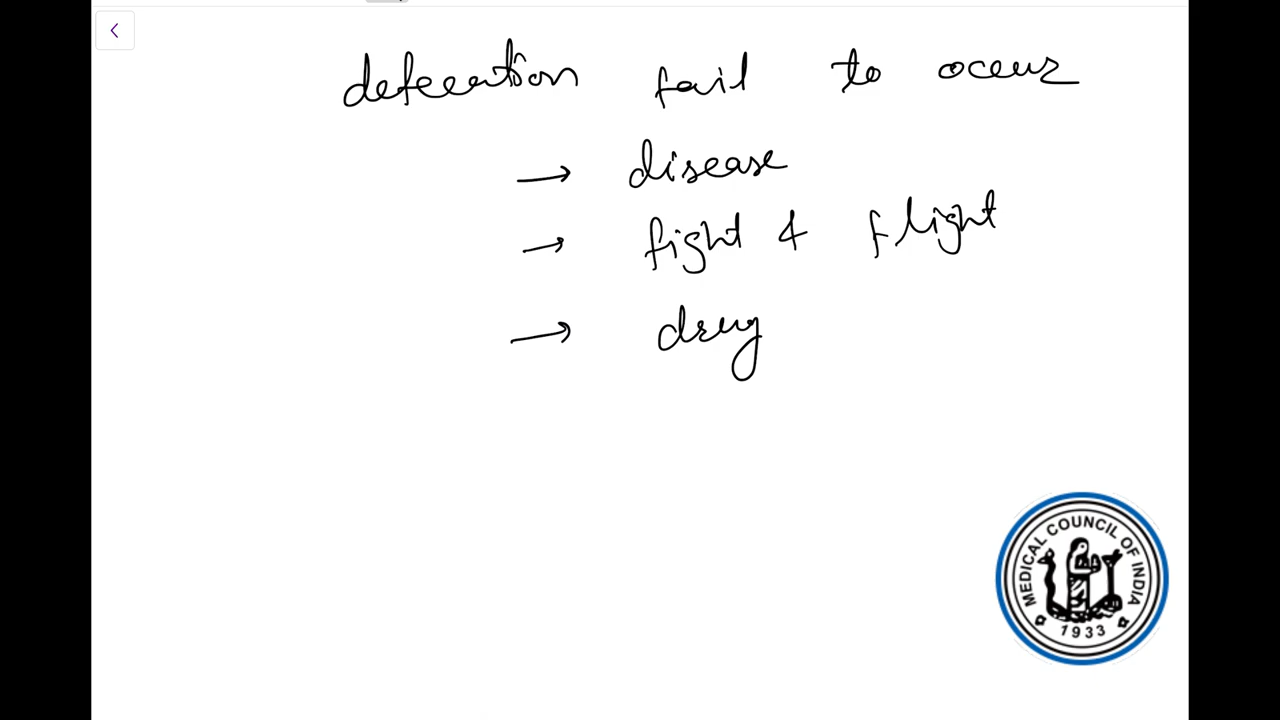 defecation fail to occur
→ disease
→ fight & flight
→ drug
MEDICAL COUNCIL OF INDIA
1933